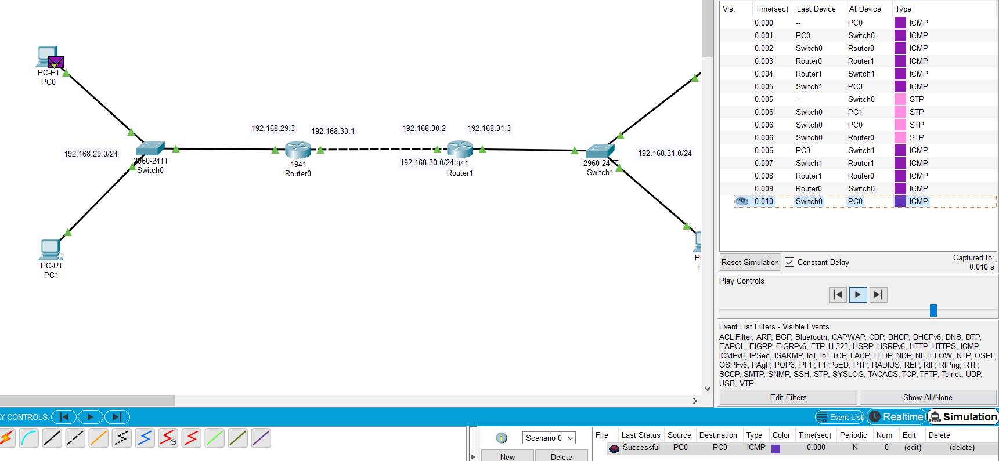 PC-PT
PC0
192.168.29.0/24
2960-24TT
Switch0
PC-PT
PC1
192.168.29.3
192.168.30.1
1941
Router0
192.168.30.2
192.168.31.3
192.168.30.0/24
941
Router1
2960-24TT
Switch1
192.168.31.0/24
Vis. Time(sec) Last Device At Device Type
0.000 -- PC0 ICMP
0.001 PC0 Switch0 ICMP
0.002 Switch0 Router0 ICMP
0.003 Router0 Router1 ICMP
0.004 Router1 Switch1 ICMP
0.005 Switch1 PC3 ICMP
0.005 -- Switch0 STP
0.006 Switch0 PC1 STP
0.006 Switch0 PC0 STP
0.006 Switch0 Router0 STP
0.006 PC3 Switch1 ICMP
0.007 Switch1 Router1 ICMP
0.008 Router1 Router0 ICMP
0.009 Router0 Switch0 ICMP
0.010 Switch0 PC0 ICMP
Reset Simulation Constant Delay
Captured to:
0.010 s
Play Controls
Event List Filters - Visible Events
ACL Filter, ARP, BGP, Bluetooth, CAPWAP, CDP, DHCP, DHCPv6, DNS, DTP,
EAPOL, EIGRP, EIGRPv6, FTP, H.323, HSRP, HSRPv6, HTTP, HTTPS, ICMP,
ICMPv6, IPSec, ISAKMP, IoT, IoT TCP, LACP, LLDP, NDP, NETFLOW, NTP, OSPF,
OSPFv6, PAgP, POP3, PPP, PPPoED, PTP, RADIUS, REP, RIP, RIPng, RTP,
SCCP, SMTP, SNMP, SSH, STP, SYSLOG, TACACS, TCP, TFTP, Telnet, UDP,
USB, VTP
Edit Filters Show All/None
Y CONTROLS: Event List Realtime Simulation
Scenario 0
New Delete
Fire Last Status Source Destination Type Color Time(sec) Periodic Num Edit Delete
Successful PC0 PC3 ICMP 0.000 N 0 (edit) (delete)